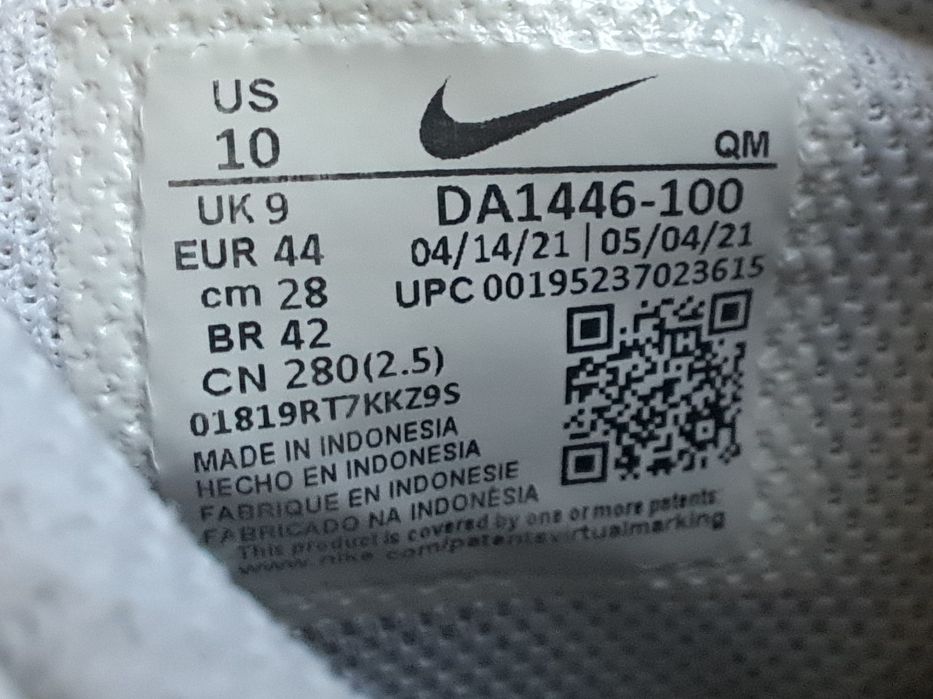 US
10
QM
UK 9
DA1446-100
EUR 44
04/14/21 | 05/04/21
cm 28
UPC 00195237023615
BR 42
CN 280(2.5)
01819RT7KKZ9S
MADE IN INDONESIA
HECHO EN INDONESIA
FABRIQUE EN INDONESIE
FABRICADO NA INDONÉSIA
This product is covered by one or more patents
www.nike.com/patentsvirtualmarking